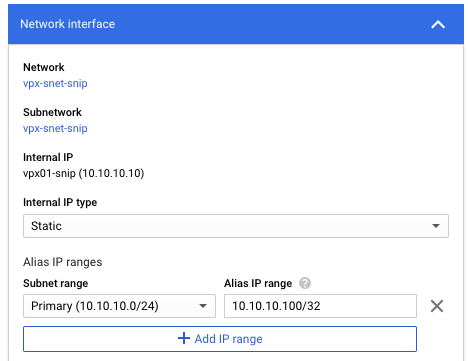 Network interface
Network
vpx-snet-snip
Subnetwork
vpx-snet-snip
Internal IP
vpx01-snip (10.10.10.10)
Internal IP type
Static
Alias IP ranges
Subnet range Alias IP range ?
Primary (10.10.10.0/24) 10.10.10.100/32
+ Add IP range